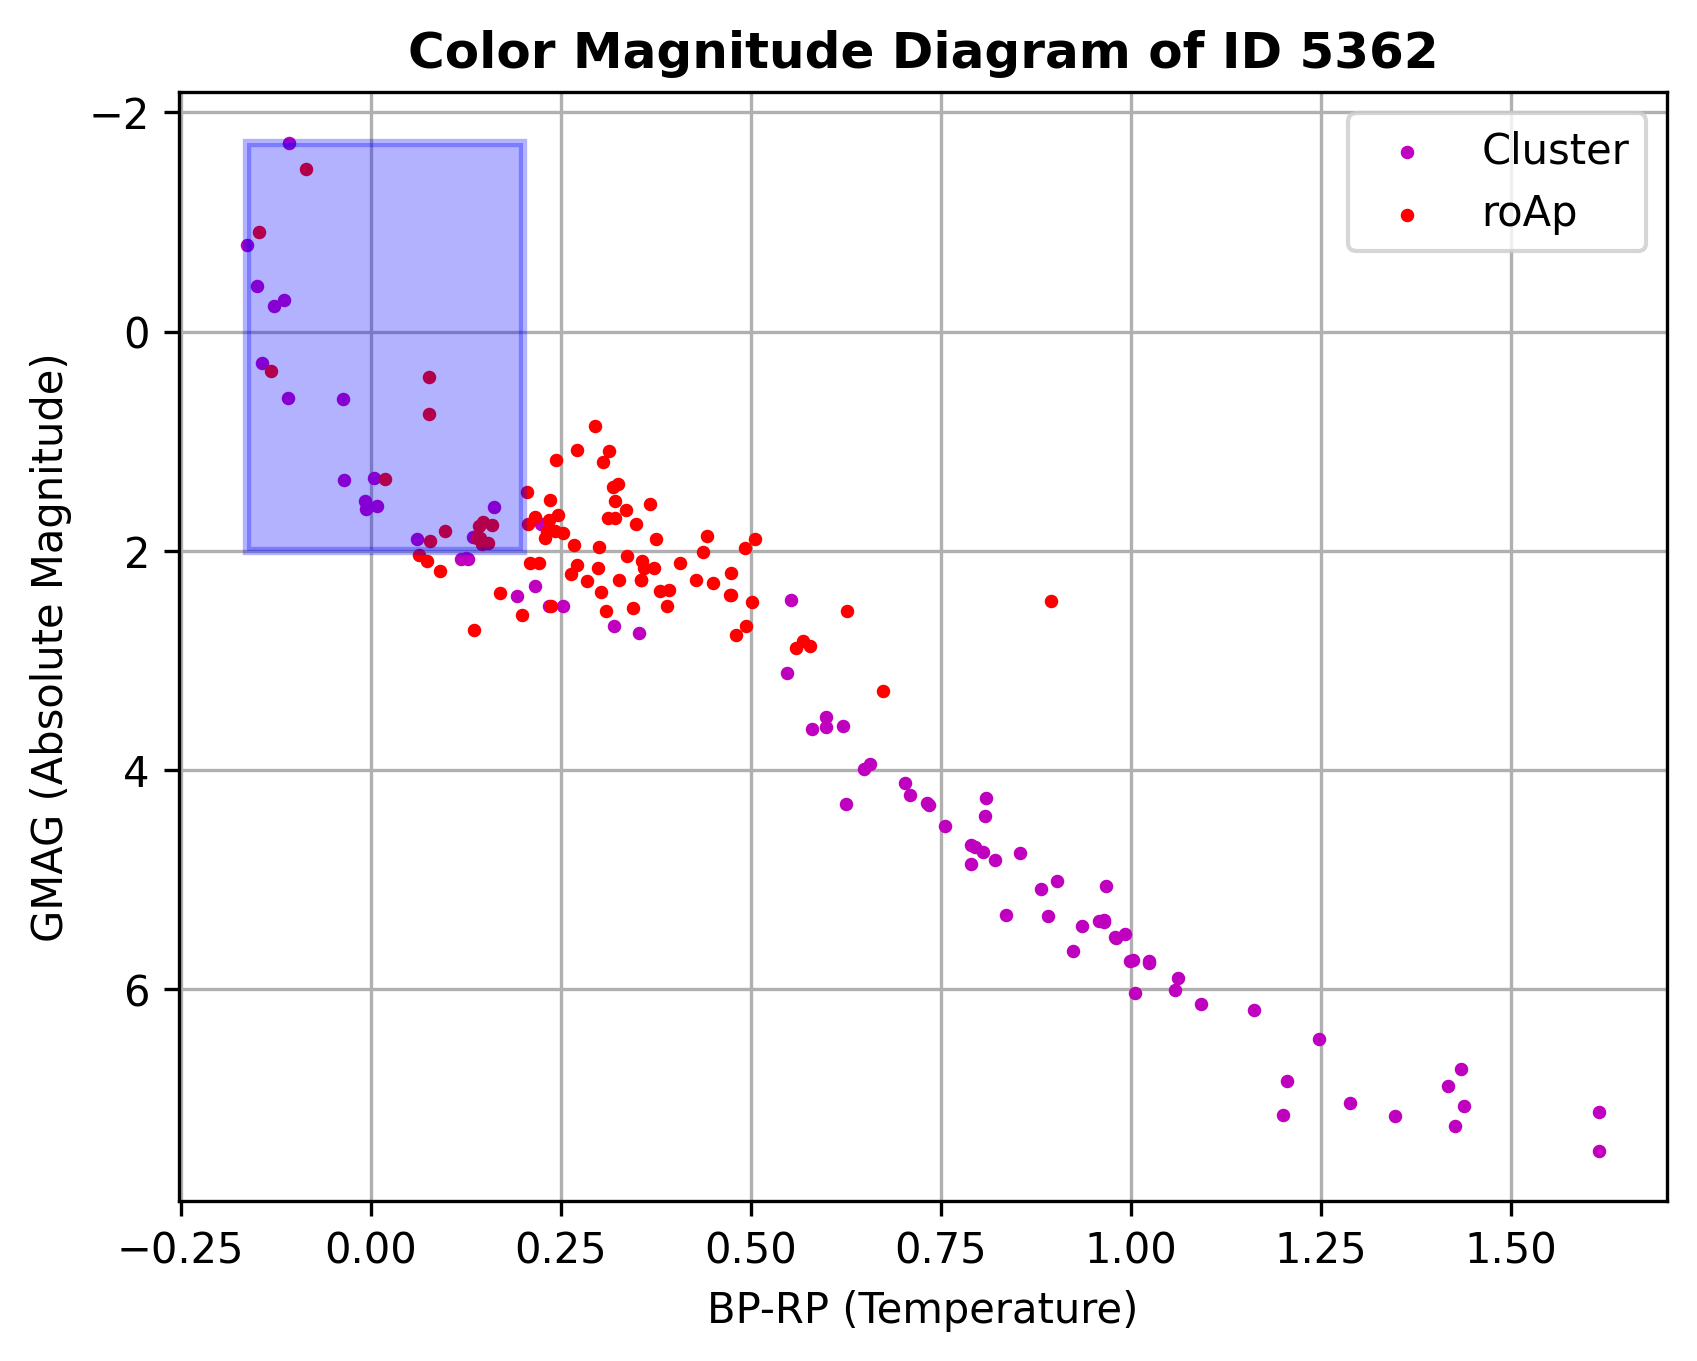 Color Magnitude Diagram of ID 5362
Cluster
roAp
GMAG (Absolute Magnitude)
−2
0
2
4
6
−0.25 0.00 0.25 0.50 0.75 1.00 1.25 1.50
BP-RP (Temperature)